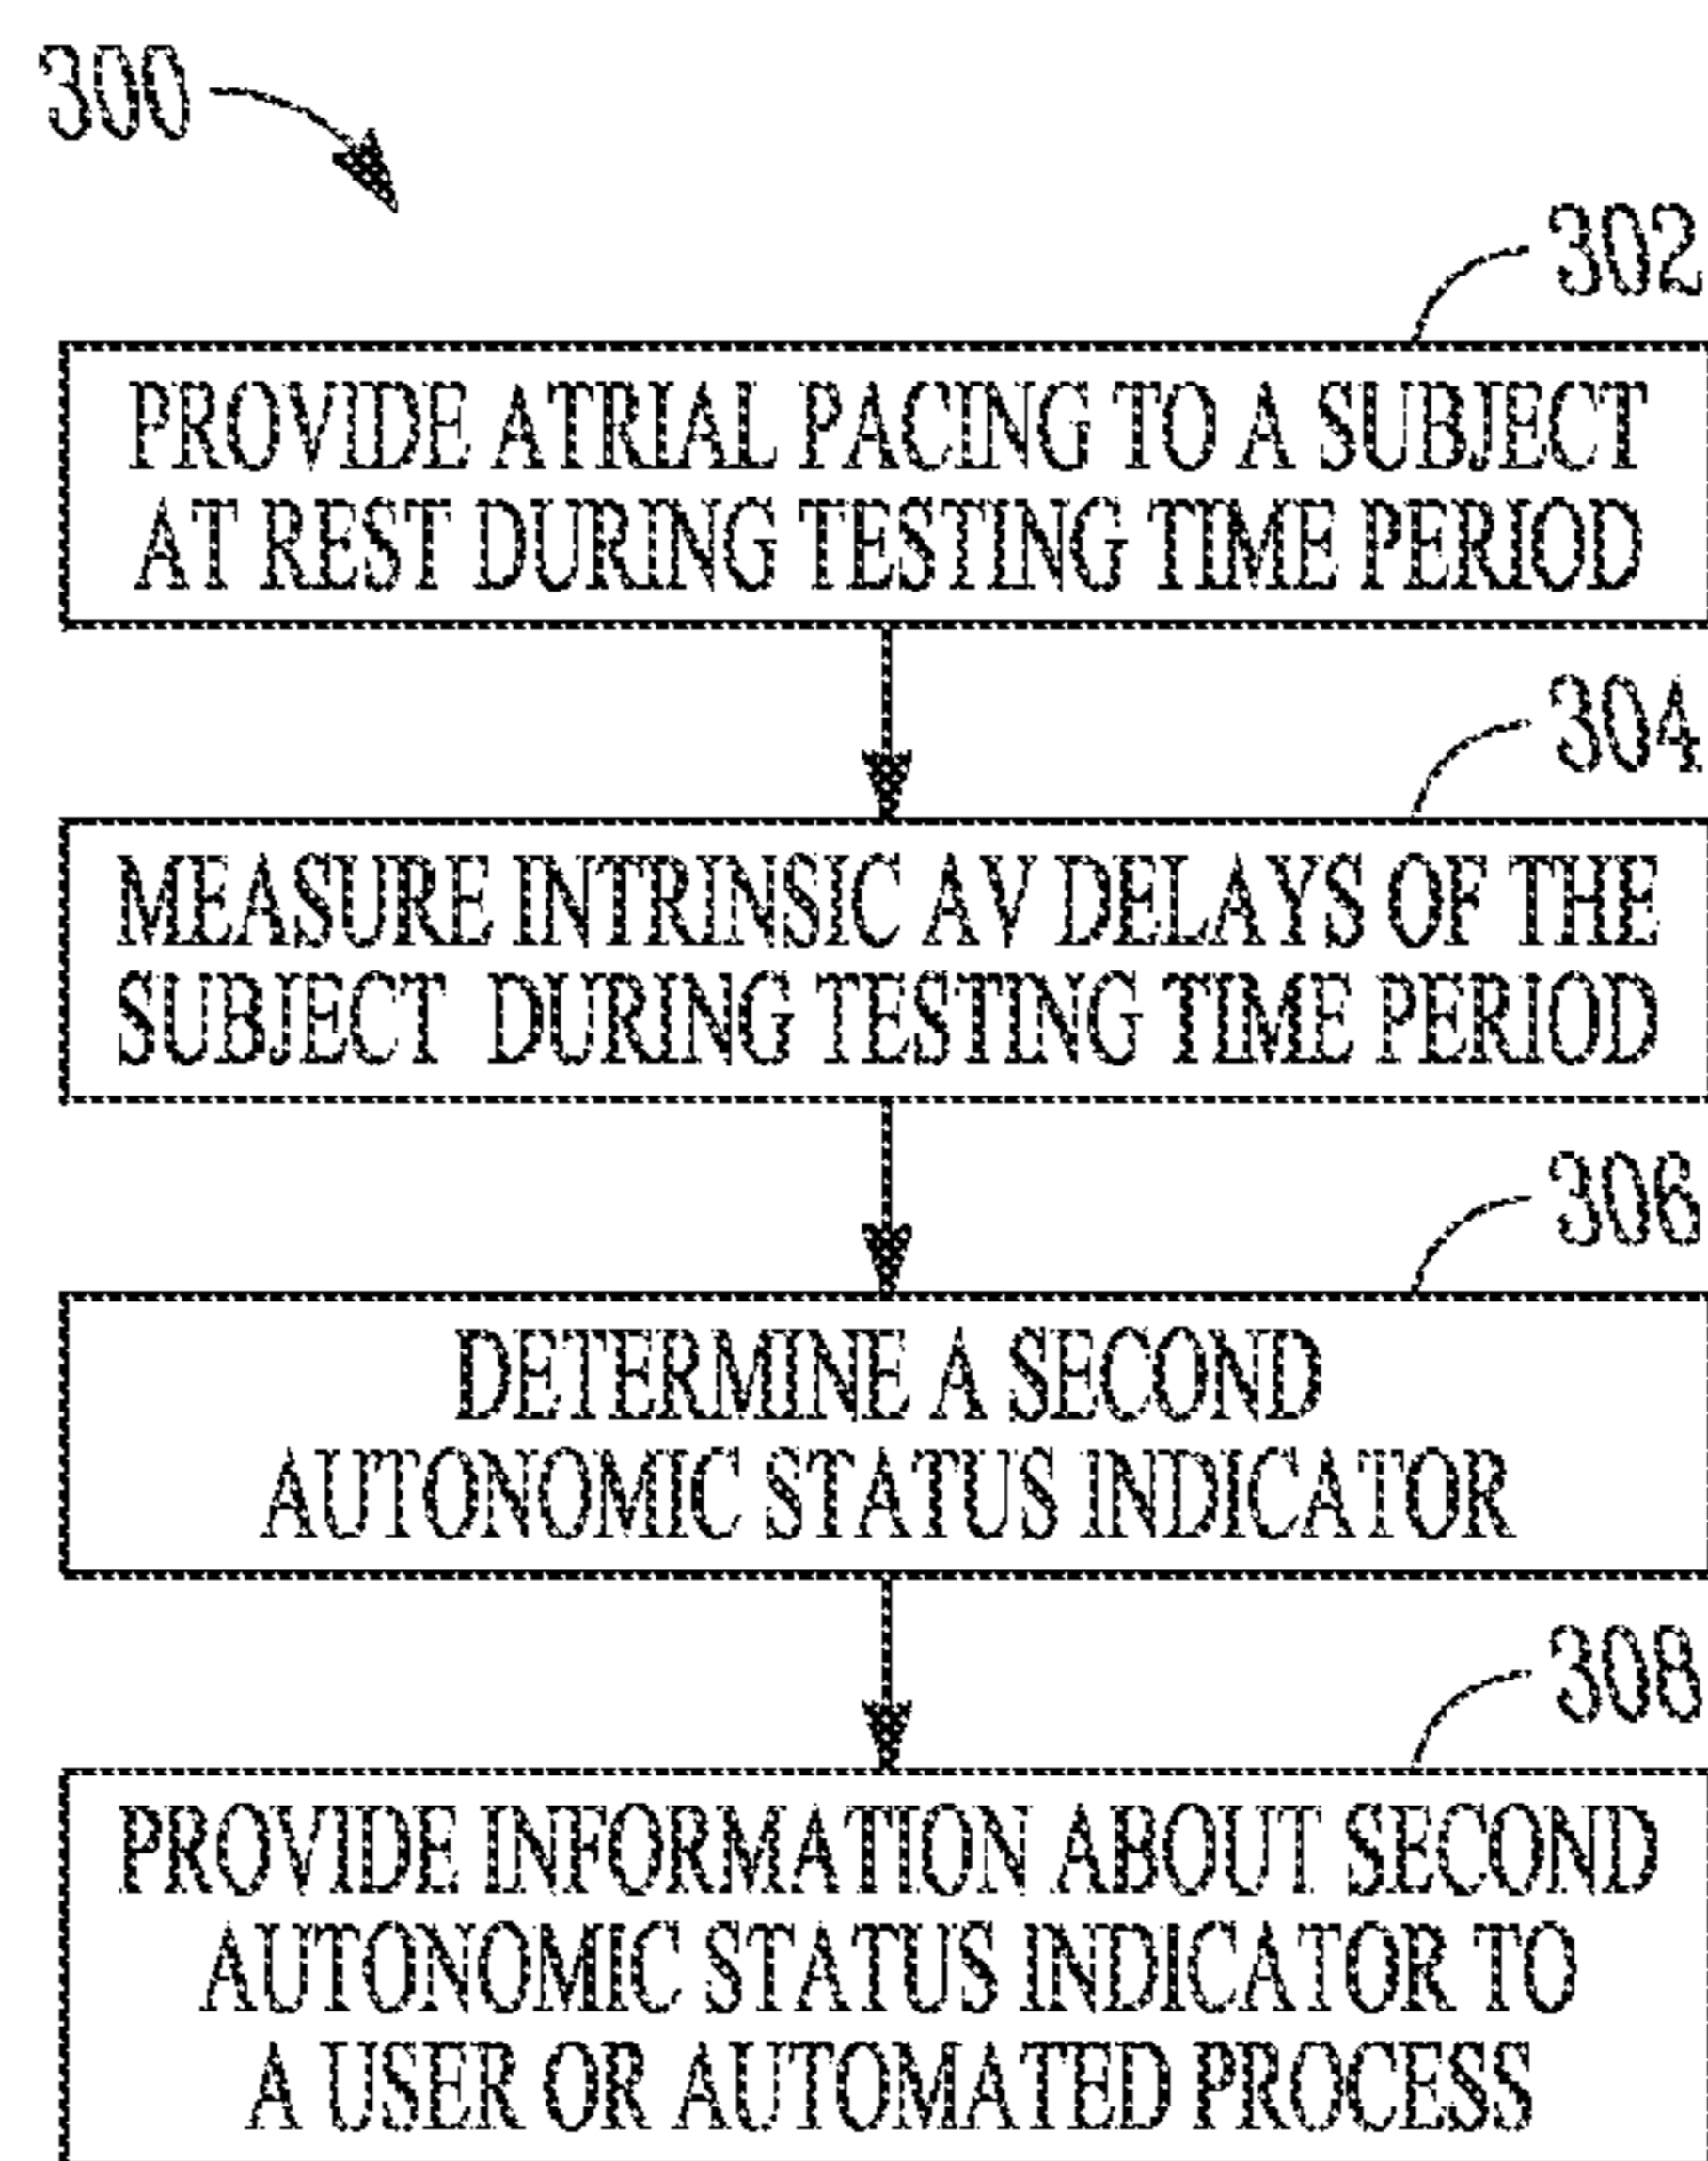 300
302
PROVIDE ATRIAL PACING TO A SUBJECT
AT REST DURING TESTING TIME PERIOD
304
MEASURE INTRINSIC AV DELAYS OF THE
SUBJECT DURING TESTING TIME PERIOD
306
DETERMINE A SECOND
AUTONOMIC STATUS INDICATOR
308
PROVIDE INFORMATION ABOUT SECOND
AUTONOMIC STATUS INDICATOR TO
A USER OR AUTOMATED PROCESS